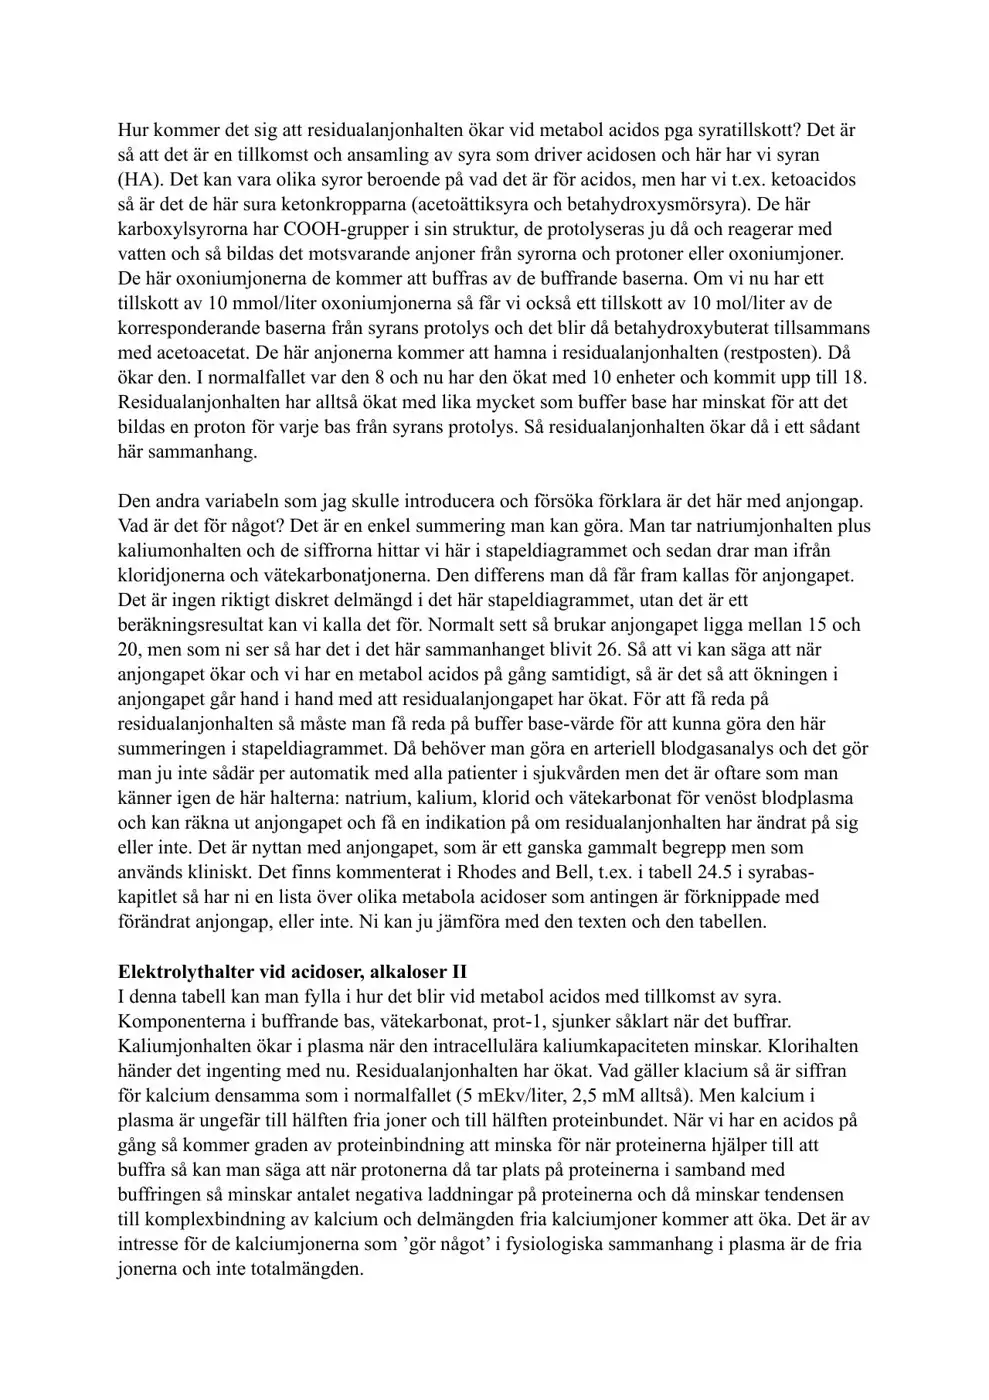 Hur kommer det sig att residualanjonhalten ökar vid metabol acidos pga syratillskott? Det är
så att det är en tillkomst och ansamling av syra som driver acidosen och här har vi syran
(HA). Det kan vara olika syror beroende på vad det är för acidos, men har vi t.ex. ketoacidos
så är det de här sura ketonkropparna (acetoättiksyra och betahydroxysmörsyra). De här
karboxylsyrorna har COOH-grupper i sin struktur, de protolyseras ju då och reagerar med
vatten och så bildas det motsvarande anjoner från syrorna och protoner eller oxoniumjoner.
De här oxoniumjonerna de kommer att buffras av de buffrande baserna. Om vi nu har ett
tillskott av 10 mmol/liter oxoniumjonerna så får vi också ett tillskott av 10 mol/liter av de
korresponderande baserna från syrans protolys och det blir då betahydroxybuterat tillsammans
med acetoacetat. De här anjonerna kommer att hamna i residualanjonhalten (restposten). Då
ökar den. I normalfallet var den 8 och nu har den ökat med 10 enheter och kommit upp till 18.
Residualanjonhalten har alltså ökat med lika mycket som buffer base har minskat för att det
bildas en proton för varje bas från syrans protolys. Så residualanjonhalten ökar då i ett sådant
här sammanhang.
Den andra variabeln som jag skulle introducera och försöka förklara är det här med anjongap.
Vad är det för något? Det är en enkel summering man kan göra. Man tar natriumjonhalten plus
kaliumonhalten och de siffrorna hittar vi här i stapeldiagrammet och sedan drar man ifrån
kloridjonerna och vätekarbonatjonerna. Den differens man då får fram kallas för anjongapet.
Det är ingen riktigt diskret delmängd i det här stapeldiagrammet, utan det är ett
beräkningsresultat kan vi kalla det för. Normalt sett så brukar anjongapet ligga mellan 15 och
20, men som ni ser så har det i det här sammanhanget blivit 26. Så att vi kan säga att när
anjongapet ökar och vi har en metabol acidos på gång samtidigt, så är det så att ökningen i
anjongapet går hand i hand med att residualanjongapet har ökat. För att få reda på
residualanjonhalten så måste man få reda på buffer base-värde för att kunna göra den här
summeringen i stapeldiagrammet. Då behöver man göra en arteriell blodgasanalys och det gör
man ju inte sådär per automatik med alla patienter i sjukvården men det är oftare som man
känner igen de här halterna: natrium, kalium, klorid och vätekarbonat för venöst blodplasma
och kan räkna ut anjongapet och få en indikation på om residualanjonhalten har ändrat på sig
eller inte. Det är nyttan med anjongapet, som är ett ganska gammalt begrepp men som
används kliniskt. Det finns kommenterat i Rhodes and Bell, t.ex. i tabell 24.5 i syrabas-
kapitlet så har ni en lista över olika metabola acidoser som antingen är förknippade med
förändrat anjongap, eller inte. Ni kan ju jämföra med den texten och den tabellen.
Elektrolythalter vid acidoser, alkaloser II
I denna tabell kan man fylla i hur det blir vid metabol acidos med tillkomst av syra.
Komponenterna i buffrande bas, vätekarbonat, prot-1, sjunker såklart när det buffrar.
Kaliumjonhalten ökar i plasma när den intracellulära kaliumkapaciteten minskar. Klorihalten
händer det ingenting med nu. Residualanjonhalten har ökat. Vad gäller klacium så är siffran
för kalcium densamma som i normalfallet (5 mEkv/liter, 2,5 mM alltså). Men kalcium i
plasma är ungefär till hälften fria joner och till hälften proteinbundet. När vi har en acidos på
gång så kommer graden av proteinbindning att minska för när proteinerna hjälper till att
buffra så kan man säga att när protonerna då tar plats på proteinerna i samband med
buffringen så minskar antalet negativa laddningar på proteinerna och då minskar tendensen
till komplexbindning av kalcium och delmängden fria kalciumjoner kommer att öka. Det är av
intresse för de kalciumjonerna som ’gör något’ i fysiologiska sammanhang i plasma är de fria
jonerna och inte totalmängden.